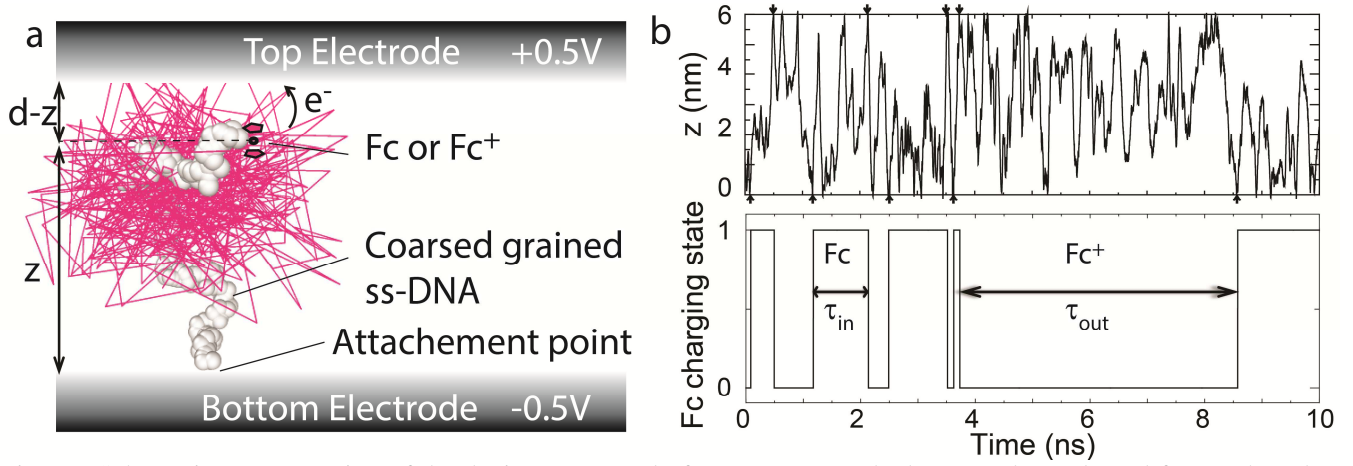 a
Top Electrode +0.5V
d-z
e-
Fc or Fc+
Coarsed grained
ss-DNA
z
Attachement point
Bottom Electrode -0.5V
b
z (nm)
6
4
2
0
Fc charging state
1
0
Fc
τin
Fc+
τout
0 2 4 6 8 10
Time (ns)